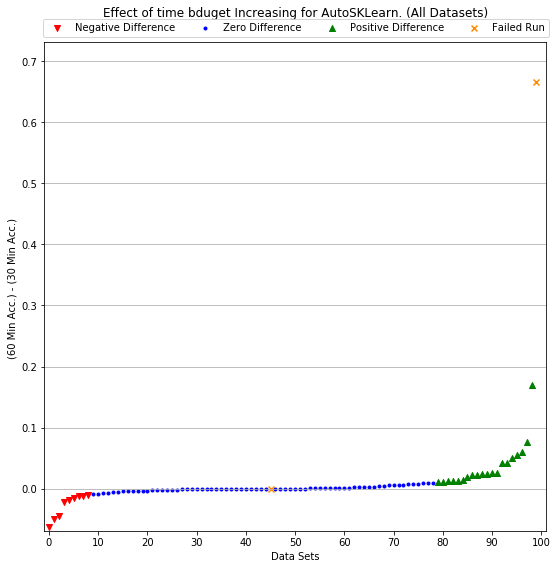 Effect of time bduget Increasing for AutoSKLearn. (All Datasets)
Negative Difference Zero Difference Positive Difference Failed Run
0.7
0.6
0.5
0.4
0.3
0.2
0.1
0.0
(60 Min Acc.) - (30 Min Acc.)
0 10 20 30 40 50 60 70 80 90 100
Data Sets